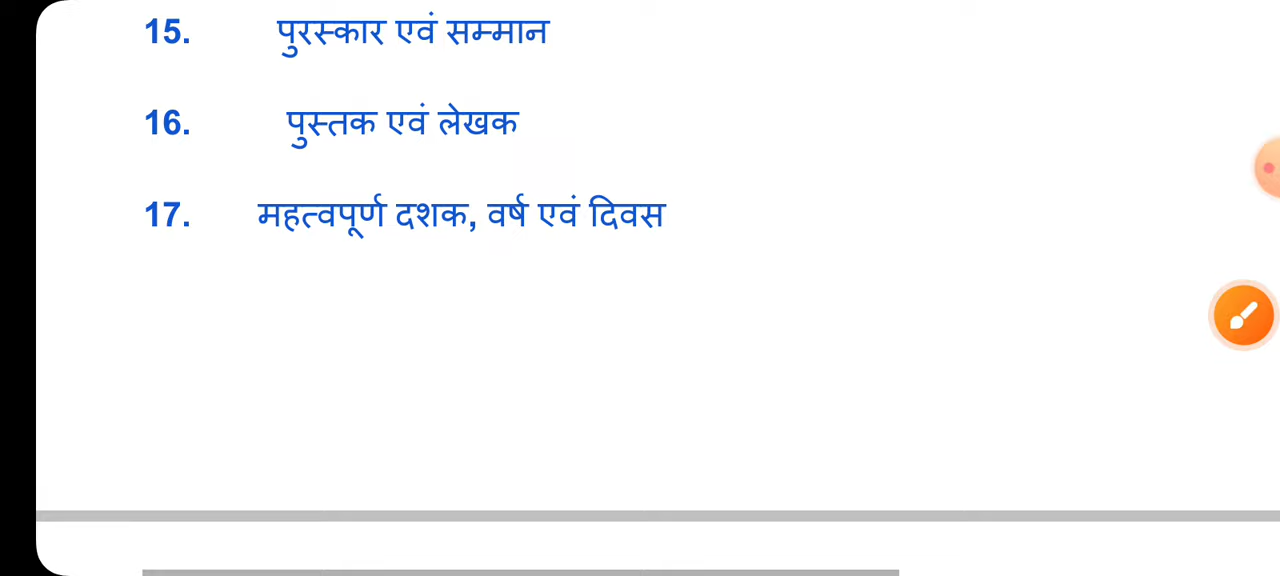 15. पुरस्कार एवं सम्मान
16. पुस्तक एवं लेखक
17. महत्वपूर्ण दशक, वर्ष एवं दिवस